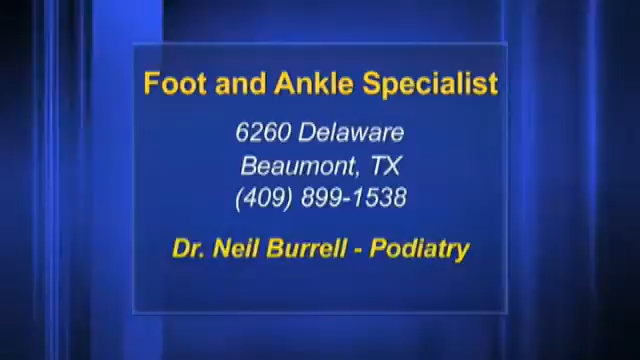 Foot and Ankle Specialist
6260 Delaware
Beaumont, TX
(409) 899-1538
Dr. Neil Burrell - Podiatry